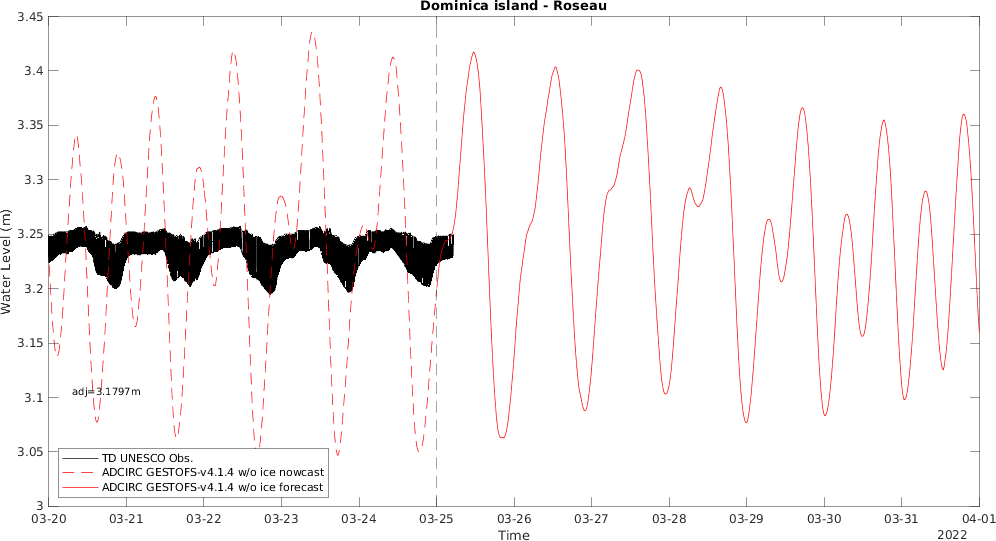 Dominica island - Roseau
3.45
3.4
3.35
3.3
3.25
3.2
3.15
3.1
3.05
3
Water Level (m)
adj=3.1797m
TD UNESCO Obs.
ADCIRC GESTOFS-v4.1.4 w/o ice nowcast
ADCIRC GESTOFS-v4.1.4 w/o ice forecast
03-20 03-21 03-22 03-23 03-24 03-25 03-26 03-27 03-28 03-29 03-30 03-31 04-01
Time
2022